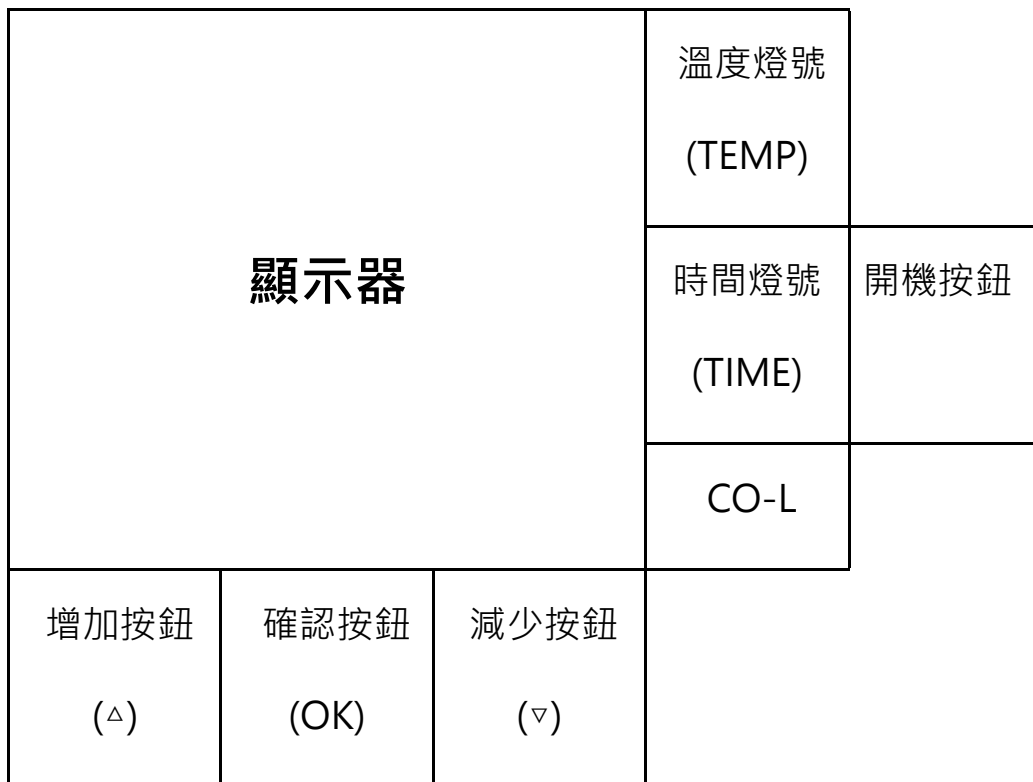 溫度燈號
(TEMP)
顯示器
時間燈號
(TIME)
開機按鈕
CO-L
增加按鈕
(△)
確認按鈕
(OK)
減少按鈕
(▽)